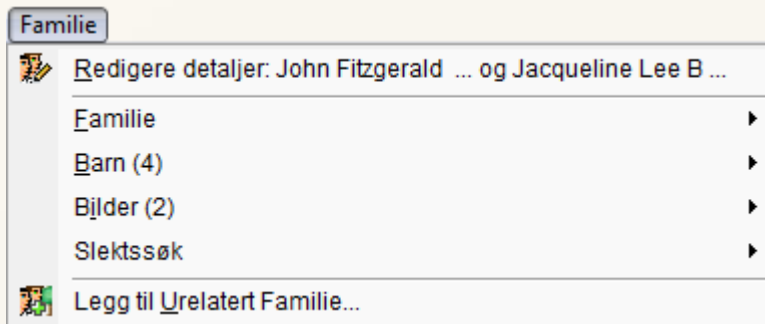 Familie
Redigere detaljer: John Fitzgerald ... og Jacqueline Lee B ...
Familie
Barn (4)
Bilder (2)
Slektssøk
Legg til Urelatert Familie...